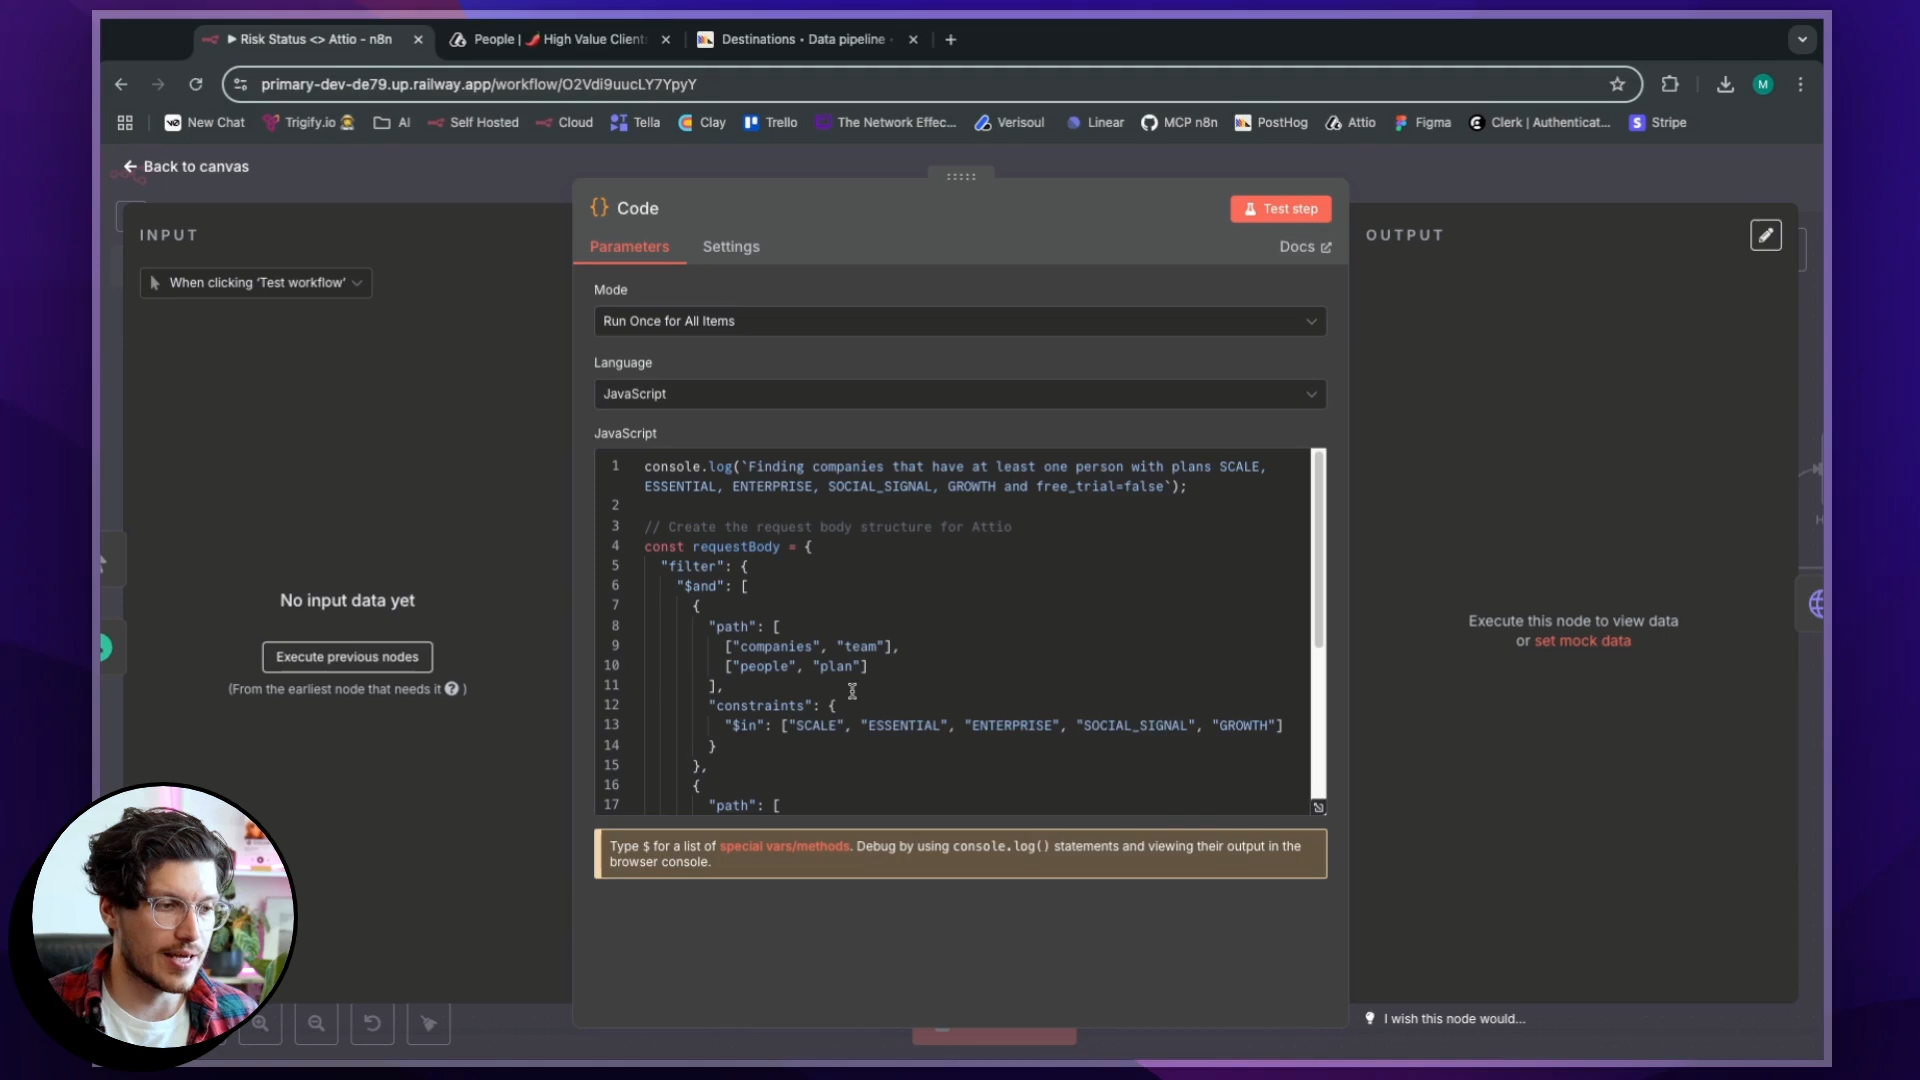 ▶ Risk Status <> Attio - n8n
People | 🌶️ High Value Client
Destinations • Data pipeline
primary-dev-de79.up.railway.app/workflow/O2Vdi9uucLY7YpyY
M
New Chat
Trigify.io
AI
Self Hosted
Cloud
Tella
Clay
Trello
The Network Effec...
Verisoul
Linear
MCP n8n
PostHog
Attio
Figma
Clerk | Authenticat...
Stripe
Back to canvas
INPUT
When clicking 'Test workflow'
No input data yet
Execute previous nodes
(From the earliest node that needs it ? )
{} Code
Test step
Parameters
Settings
Docs
Mode
Run Once for All Items
Language
JavaScript
JavaScript
1 console.log(`Finding companies that have at least one person with plans SCALE,
ESSENTIAL, ENTERPRISE, SOCIAL_SIGNAL, GROWTH and free_trial=false`);
2
3 // Create the request body structure for Attio
4 const requestBody = {
5 "filter": {
6 "$and": [
7 {
8 "path": [
9 ["companies", "team"],
10 ["people", "plan"]
11 ],
12 "constraints": {
13 "$in": ["SCALE", "ESSENTIAL", "ENTERPRISE", "SOCIAL_SIGNAL", "GROWTH"]
14 }
15 },
16 {
17 "path": [
Type $ for a list of special vars/methods. Debug by using console.log() statements and viewing their output in the
browser console.
OUTPUT
Execute this node to view data
or set mock data
I wish this node would...